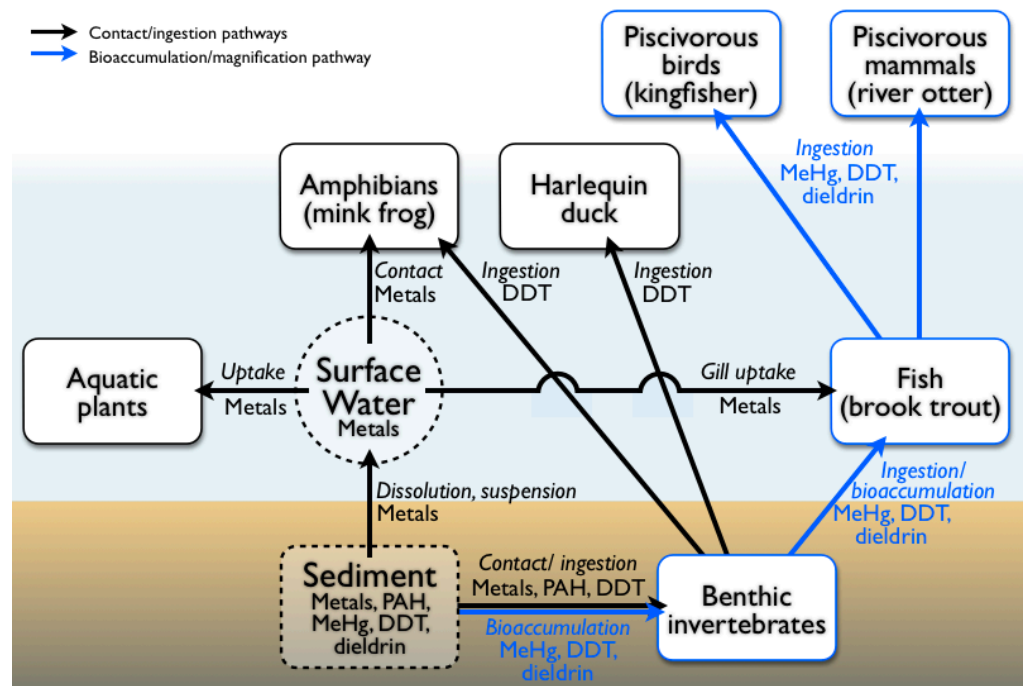 Contact/ingestion pathways
Bioaccumulation/magnification pathway
Piscivorous
birds
(kingfisher)
Piscivorous
mammals
(river otter)
Ingestion
MeHg, DDT,
dieldrin
Amphibians
(mink frog)
Harlequin
duck
Contact
Metals
Ingestion
DDT
Ingestion
DDT
Aquatic
plants
Uptake
Metals
Surface
Water
Metals
Gill uptake
Metals
Fish
(brook trout)
Ingestion/
bioaccumulation
MeHg, DDT,
dieldrin
Dissolution, suspension
Metals
Sediment
Metals, PAH,
MeHg, DDT,
dieldrin
Contact/ ingestion
Metals, PAH, DDT
Bioaccumulation
MeHg, DDT,
dieldrin
Benthic
invertebrates